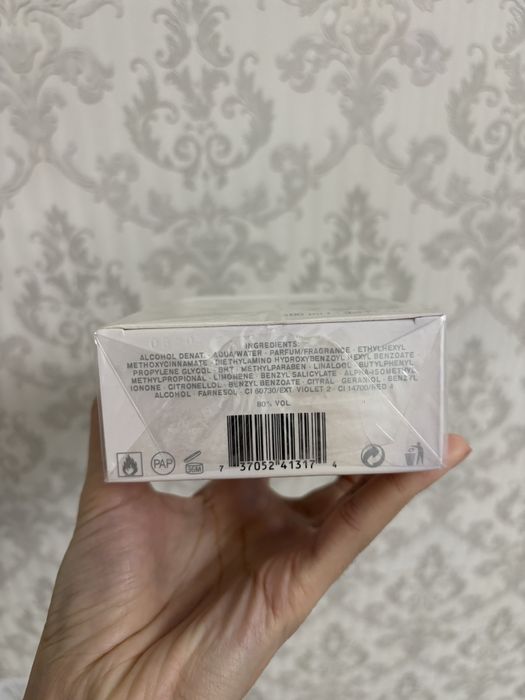 INGREDIENTS:
ALCOHOL DENAT · AQUA/WATER · PARFUM/FRAGRANCE · ETHYLHEXYL
METHOXYCINNAMATE · DIETHYLAMINO HYDROXYBENZOYL HEXYL BENZOATE ·
PROPYLENE GLYCOL · BHT · METHYLPARABEN · LINALOOL · BUTYLPHENYL
METHYLPROPIONAL · LIMONENE · BENZYL SALICYLATE · ALPHA-ISOMETHYL
IONONE · CITRONELLOL · BENZYL BENZOATE · CITRAL · GERANIOL · BENZYL
ALCOHOL · FARNESOL · CI 60730/EXT. VIOLET 2 · CI 14700/RED 4
80% VOL
PAP
36M
7 37052 41317 4